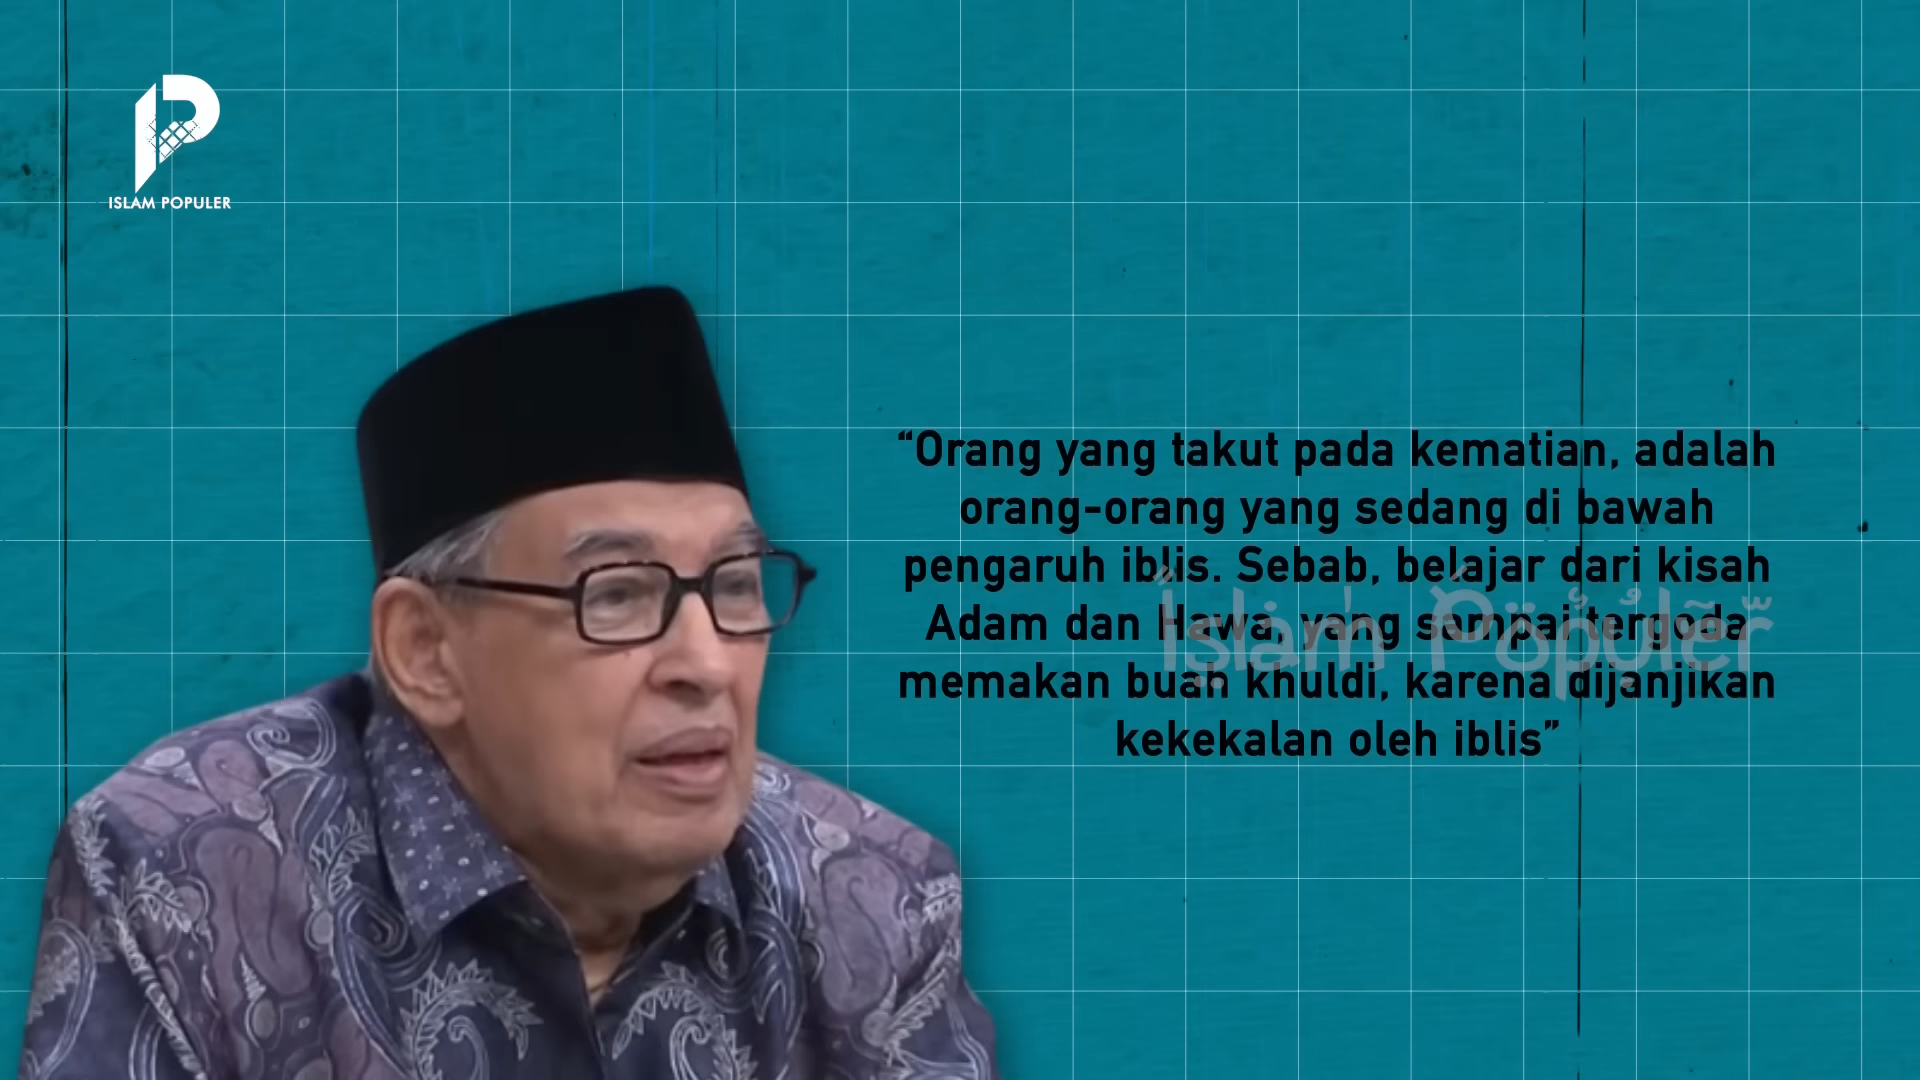 ISLAM POPULER
“Orang yang takut pada kematian, adalah
orang-orang yang sedang di bawah
pengaruh iblis. Sebab, belajar dari kisah
Adam dan Hawa, yang sampai tergoda
memakan buah khuldi, karena dijanjikan
kekekalan oleh iblis”
Islam Populer